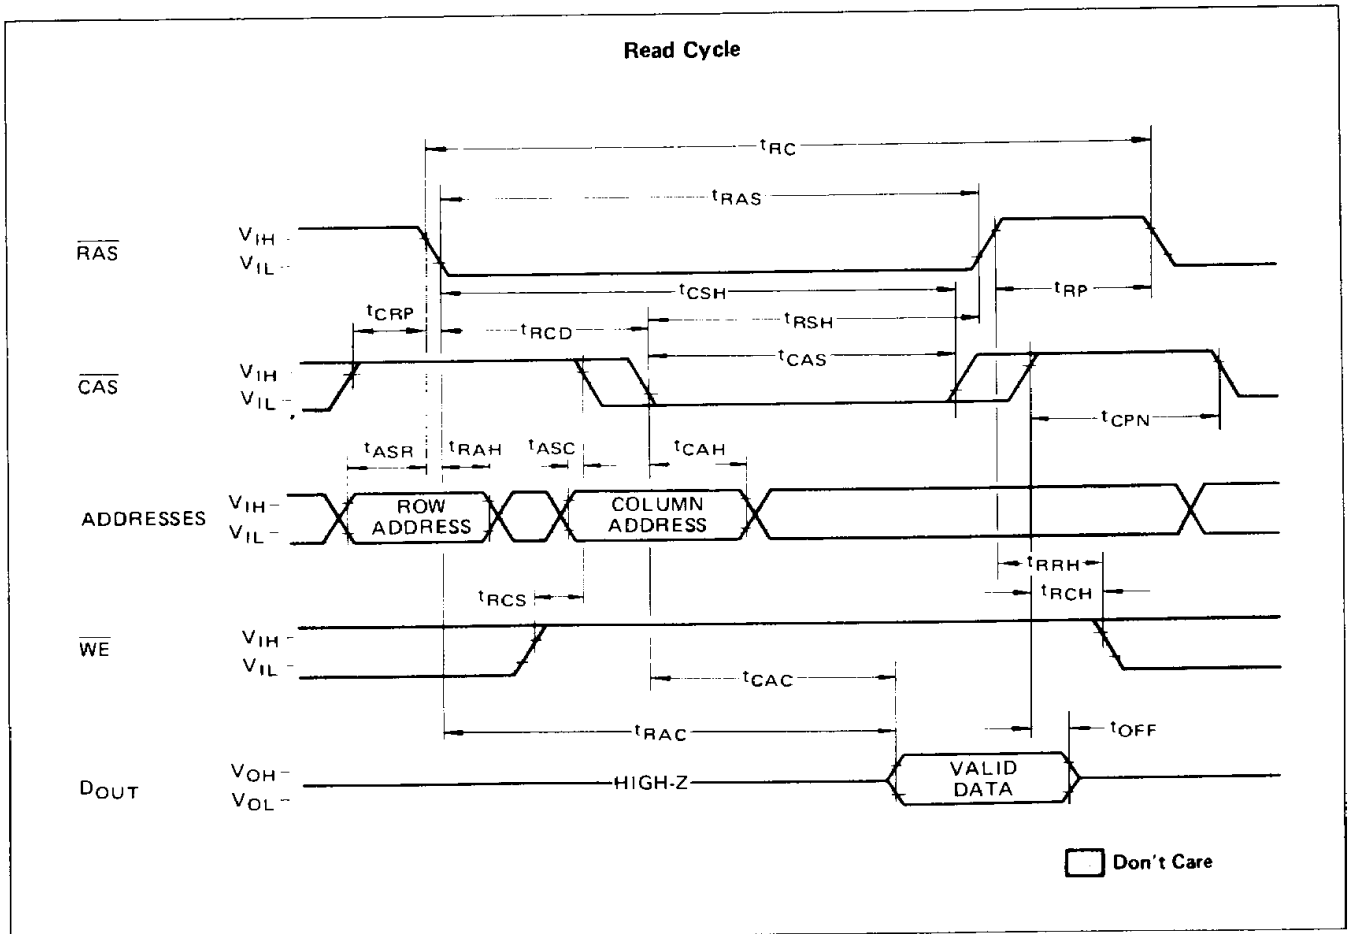 Read Cycle
tRC
tRAS
RAS
VIH
VIL
tCSH
tRP
tCRP
tRCD
tRSH
tCAS
CAS
VIH
VIL
tCPN
tASR
tRAH
tASC
tCAH
ADDRESSES
VIH
VIL
ROW
ADDRESS
COLUMN
ADDRESS
tRRH
tRCS
tRCH
WE
VIH
VIL
tCAC
tRAC
tOFF
DOUT
VOH
VOL
HIGH-Z
VALID
DATA
Don't Care